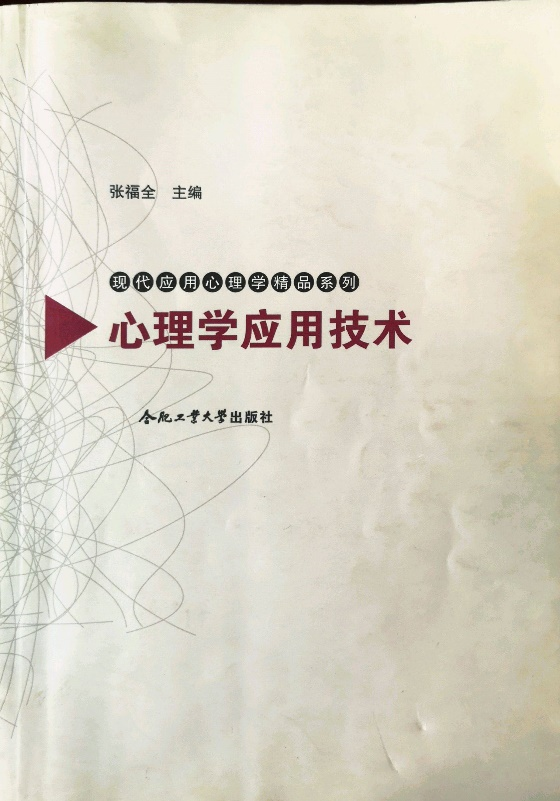 张福全 主编
现代应用心理学精品系列
心理学应用技术
合肥工业大学出版社